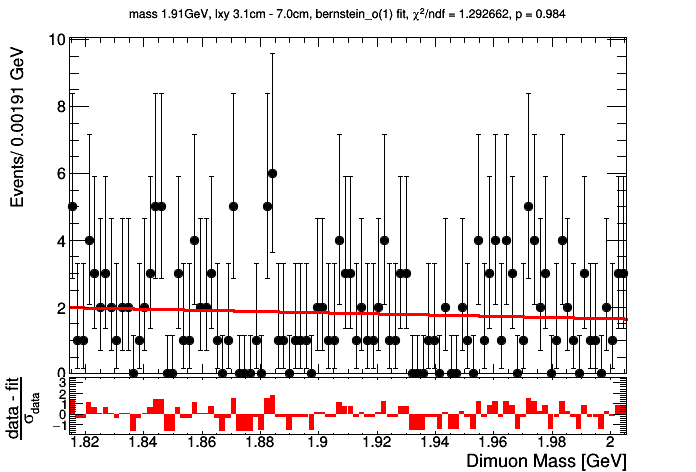 mass 1.91GeV, lxy 3.1cm - 7.0cm, bernstein_o(1) fit, χ²/ndf = 1.292662, p = 0.984
Events/ 0.00191 GeV
10
8
6
4
2
0
data - fit
σdata
3
2
1
0
−1
1.82 1.84 1.86 1.88 1.9 1.92 1.94 1.96 1.98 2
Dimuon Mass [GeV]